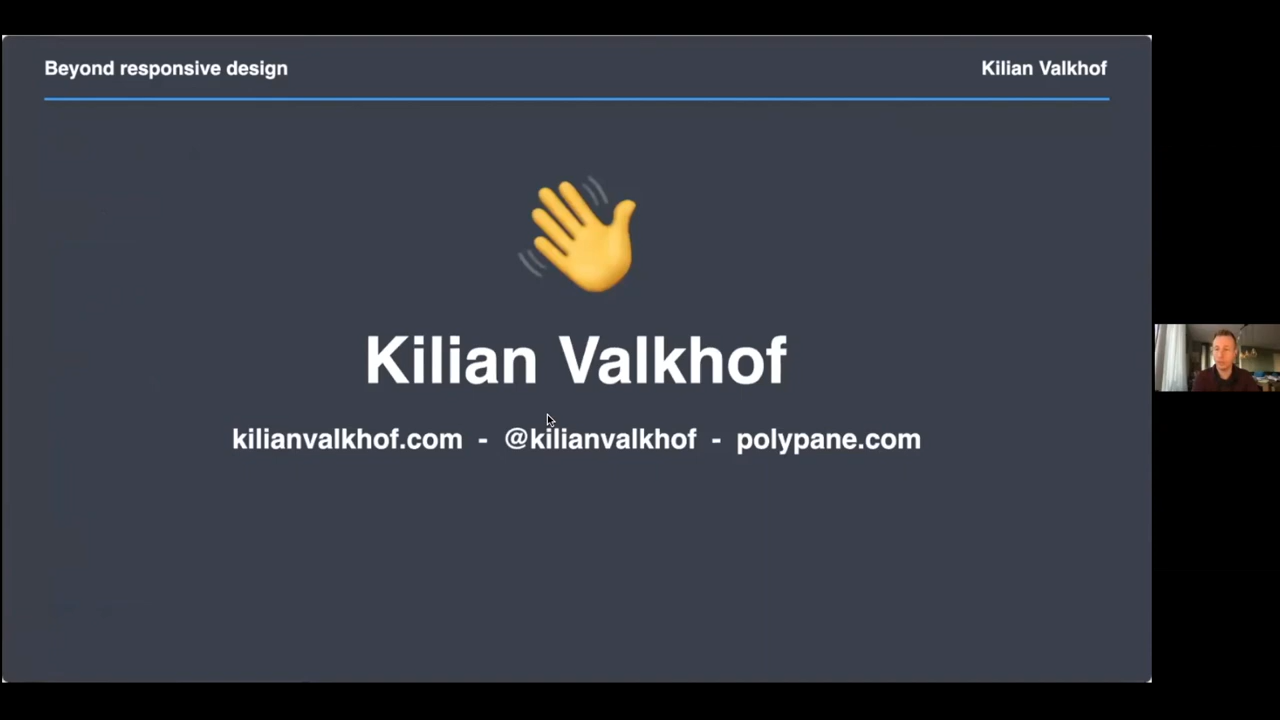 Beyond responsive design
Kilian Valkhof
Kilian Valkhof
kilianvalkhof.com - @kilianvalkhof - polypane.com